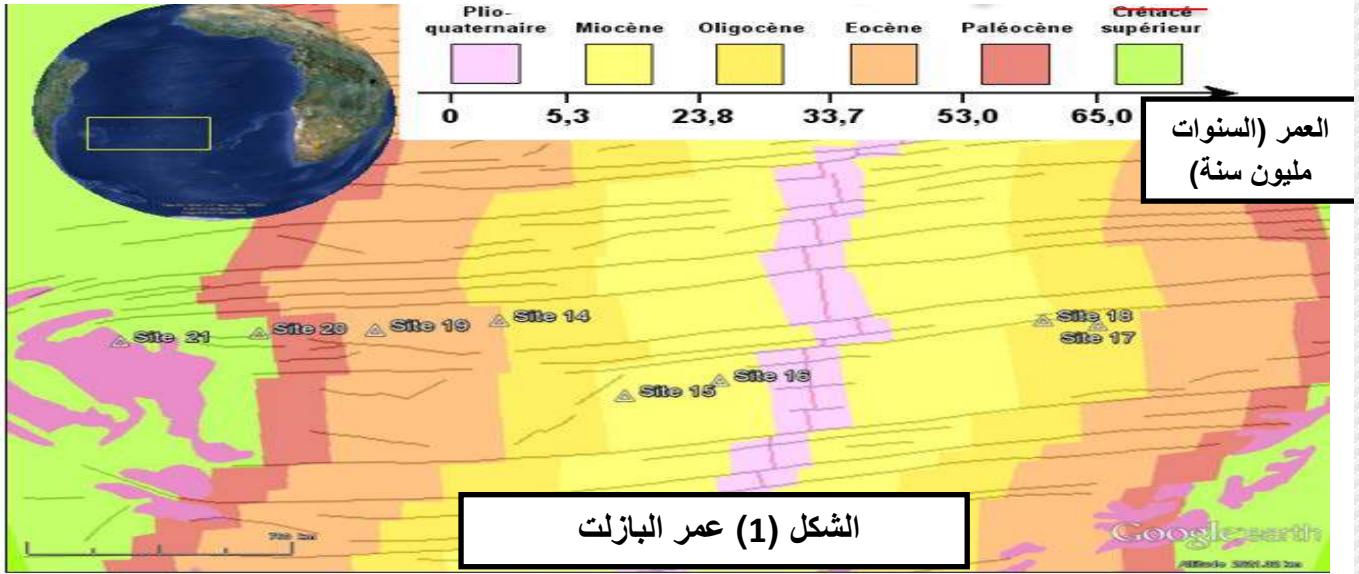 Plio-
quaternaire Miocène Oligocène Eocène Paléocène Crétacé
supérieur
0 5,3 23,8 33,7 53,0 65,0
العمر (السنوات
مليون سنة)
Site 14
Site 18
Site 21
Site 20
Site 19
Site 17
Site 16
Site 15
الشكل (1) عمر البازلت
Google earth